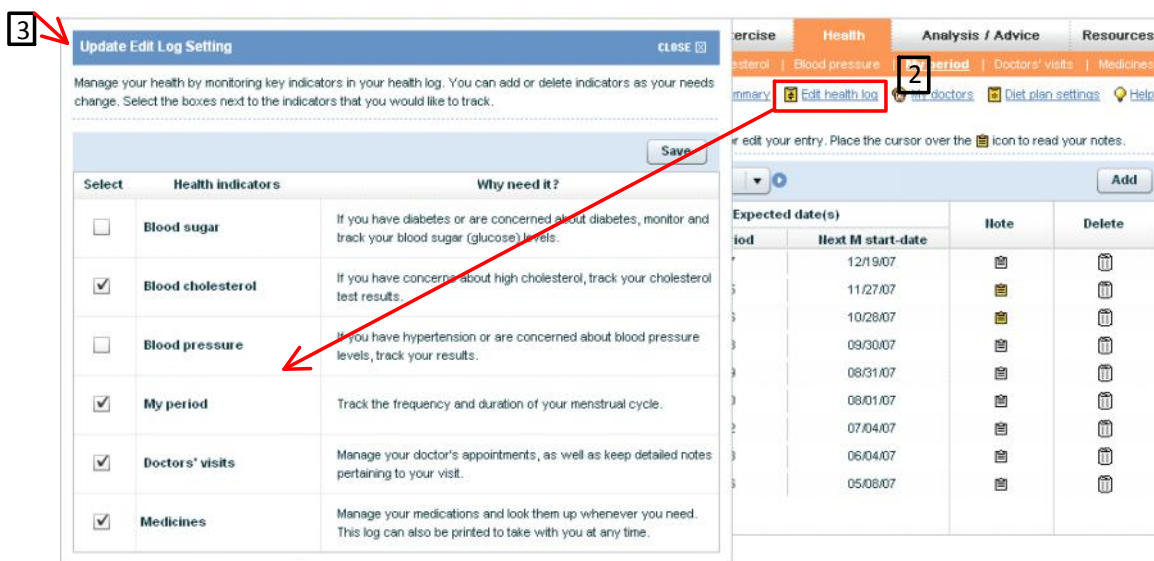 3
Update Edit Log Setting
CLOSE
Manage your health by monitoring key indicators in your health log. You can add or delete indicators as your needs
change. Select the boxes next to the indicators that you would like to track.
Save
Select Health indicators Why need it?
Blood sugar
If you have diabetes or are concerned about diabetes, monitor and
track your blood sugar (glucose) levels.
Blood cholesterol
If you have concerns about high cholesterol, track your cholesterol
test results.
Blood pressure
If you have hypertension or are concerned about blood pressure
levels, track your results.
My period
Track the frequency and duration of your menstrual cycle.
Doctors' visits
Manage your doctor's appointments, as well as keep detailed notes
pertaining to your visit.
Medicines
Manage your medications and look them up whenever you need.
This log can also be printed to take with you at any time.
ercise Health Analysis / Advice Resources
esterol | Blood pressure | period | Doctors' visits | Medicines
2
mmary Edit health log My doctors Diet plan settings Help
or edit your entry. Place the cursor over the icon to read your notes.
Add
Expected date(s) Note Delete
iod Next M start-date
12/19/07
11/27/07
10/28/07
09/30/07
08/31/07
08/01/07
07/04/07
06/04/07
05/08/07